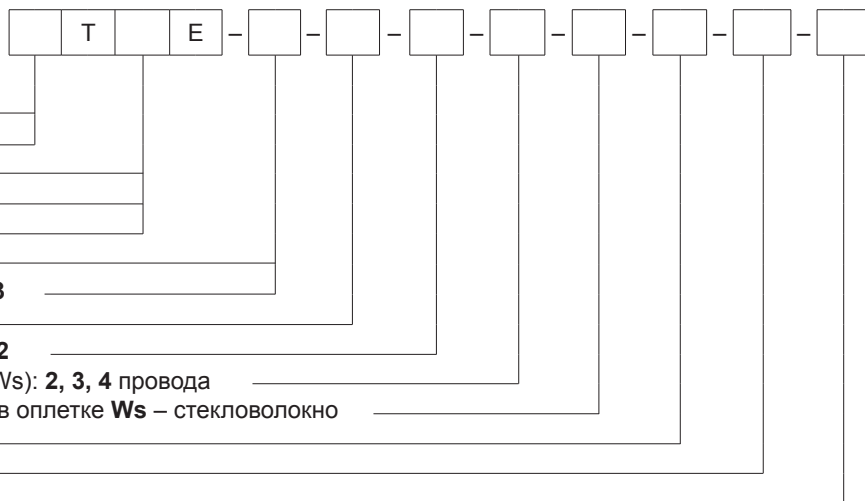 T E – – – – – – – –
3
2
Ws): 2, 3, 4 провода
в оплетке Ws – стекловолокно